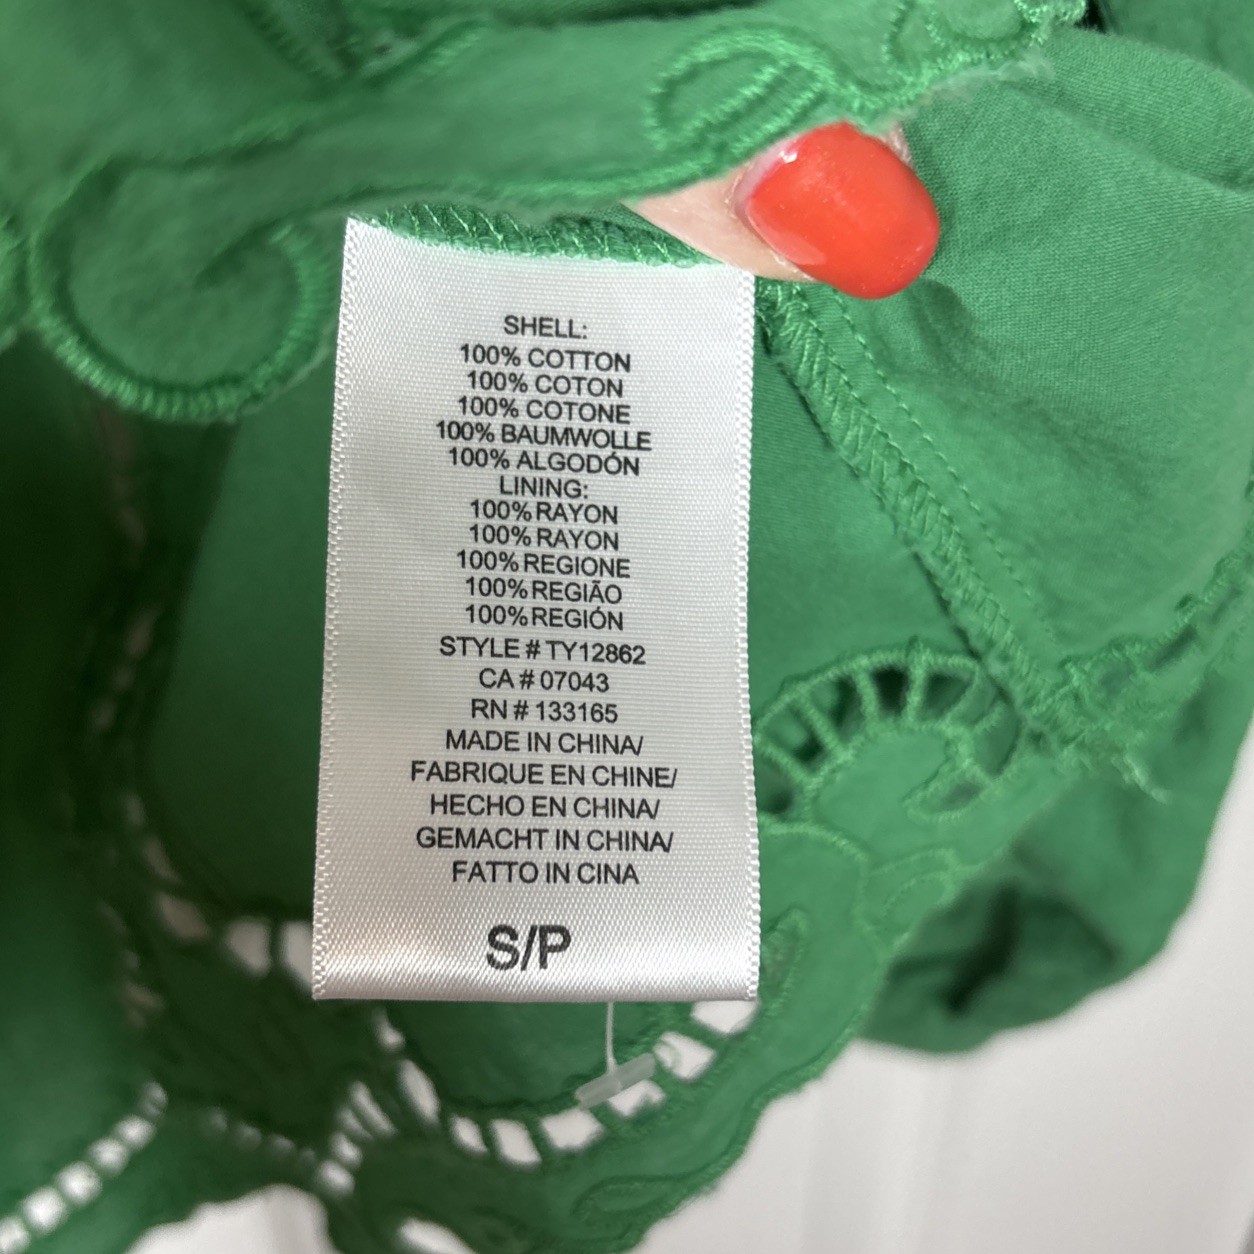 SHELL:
100% COTTON
100% COTON
100% COTONE
100% BAUMWOLLE
100% ALGODÓN
LINING:
100% RAYON
100% RAYON
100% REGIONE
100% REGIÃO
100% REGIÓN
STYLE # TY12862
CA # 07043
RN # 133165
MADE IN CHINA/
FABRIQUE EN CHINE/
HECHO EN CHINA/
GEMACHT IN CHINA/
FATTO IN CINA
S/P